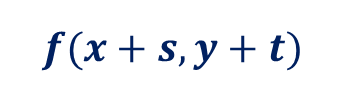 f(x + s, y + t)